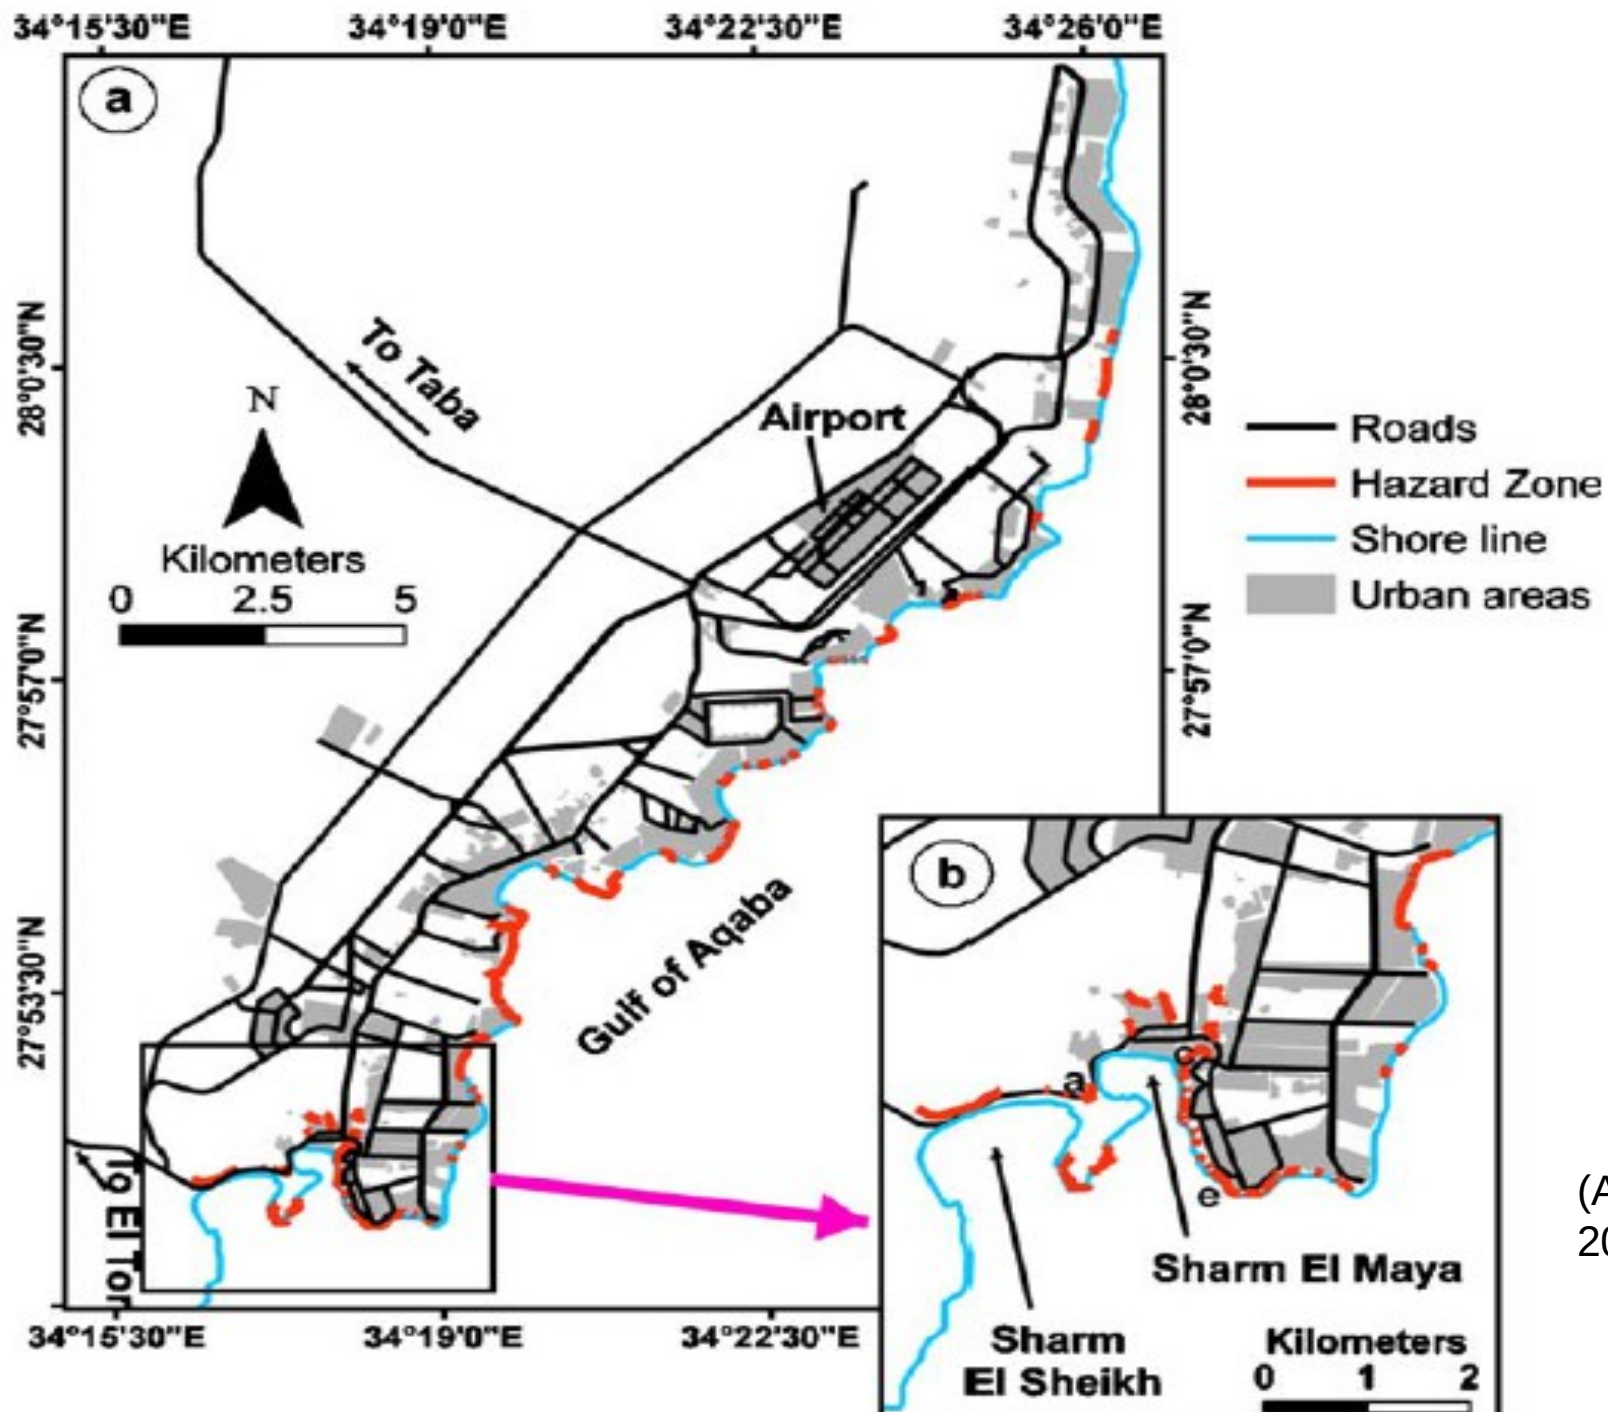 34°15'30"E 34°19'0"E 34°22'30"E 34°26'0"E
a
28°0'30"N
27°57'0"N
27°53'30"N
28°0'30"N
27°57'0"N
To Taba
N
Kilometers
0 2.5 5
Airport
Roads
Hazard Zone
Shore line
Urban areas
Gulf of Aqaba
To El Tor
34°15'30"E 34°19'0"E 34°22'30"E
b
a
c
e
Sharm El Maya
Sharm
El Sheikh
Kilometers
0 1 2
(A
20